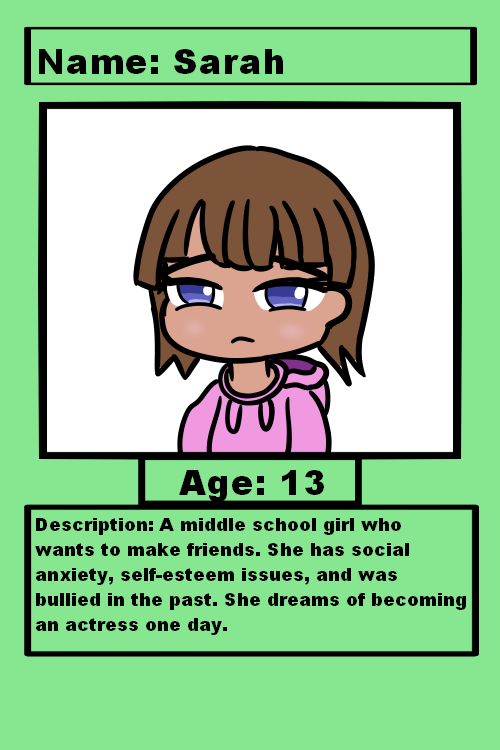 Name: Sarah
Age: 13
Description: A middle school girl who
wants to make friends. She has social
anxiety, self-esteem issues, and was
bullied in the past. She dreams of becoming
an actress one day.